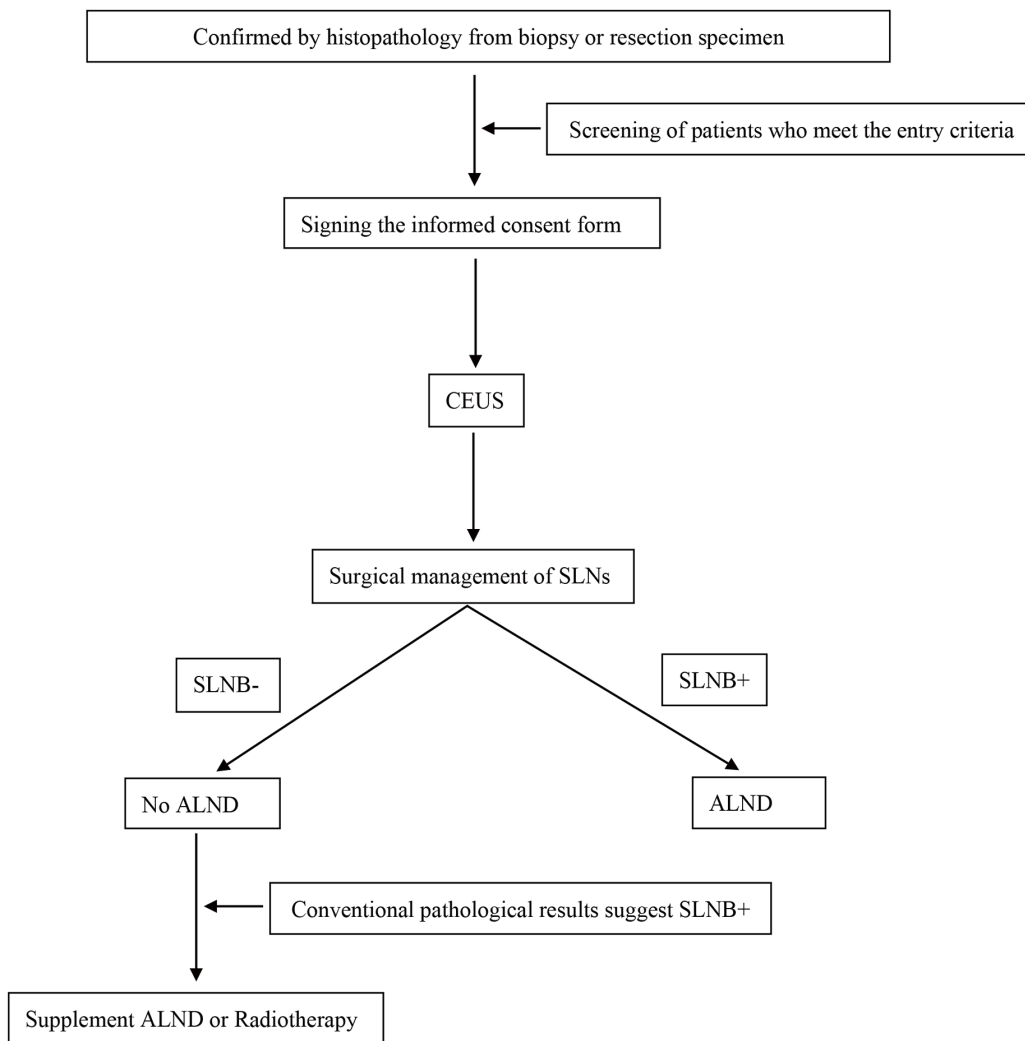 Confirmed by histopathology from biopsy or resection specimen
Screening of patients who meet the entry criteria
Signing the informed consent form
CEUS
Surgical management of SLNs
SLNB-
SLNB+
No ALND
ALND
Conventional pathological results suggest SLNB+
Supplement ALND or Radiotherapy